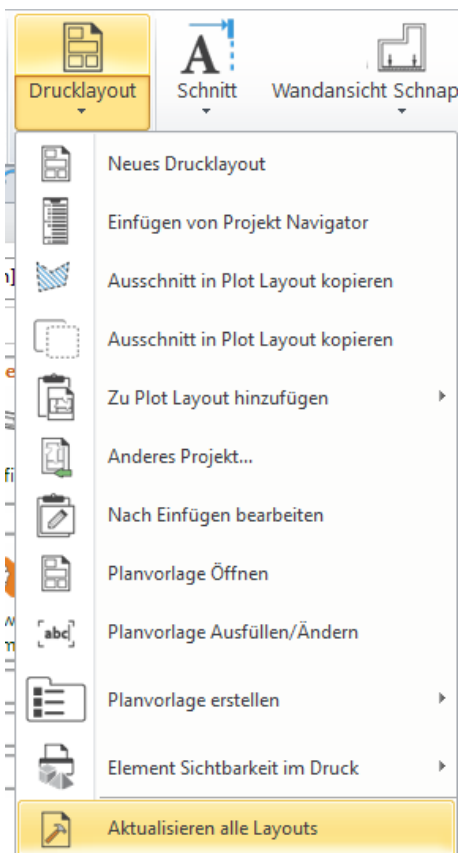 Drucklayout
Schnitt
Wandansicht Schnap
Neues Drucklayout
Einfügen von Projekt Navigator
Ausschnitt in Plot Layout kopieren
Ausschnitt in Plot Layout kopieren
Zu Plot Layout hinzufügen
Anderes Projekt...
Nach Einfügen bearbeiten
Planvorlage Öffnen
abc
Planvorlage Ausfüllen/Ändern
Planvorlage erstellen
Element Sichtbarkeit im Druck
Aktualisieren alle Layouts